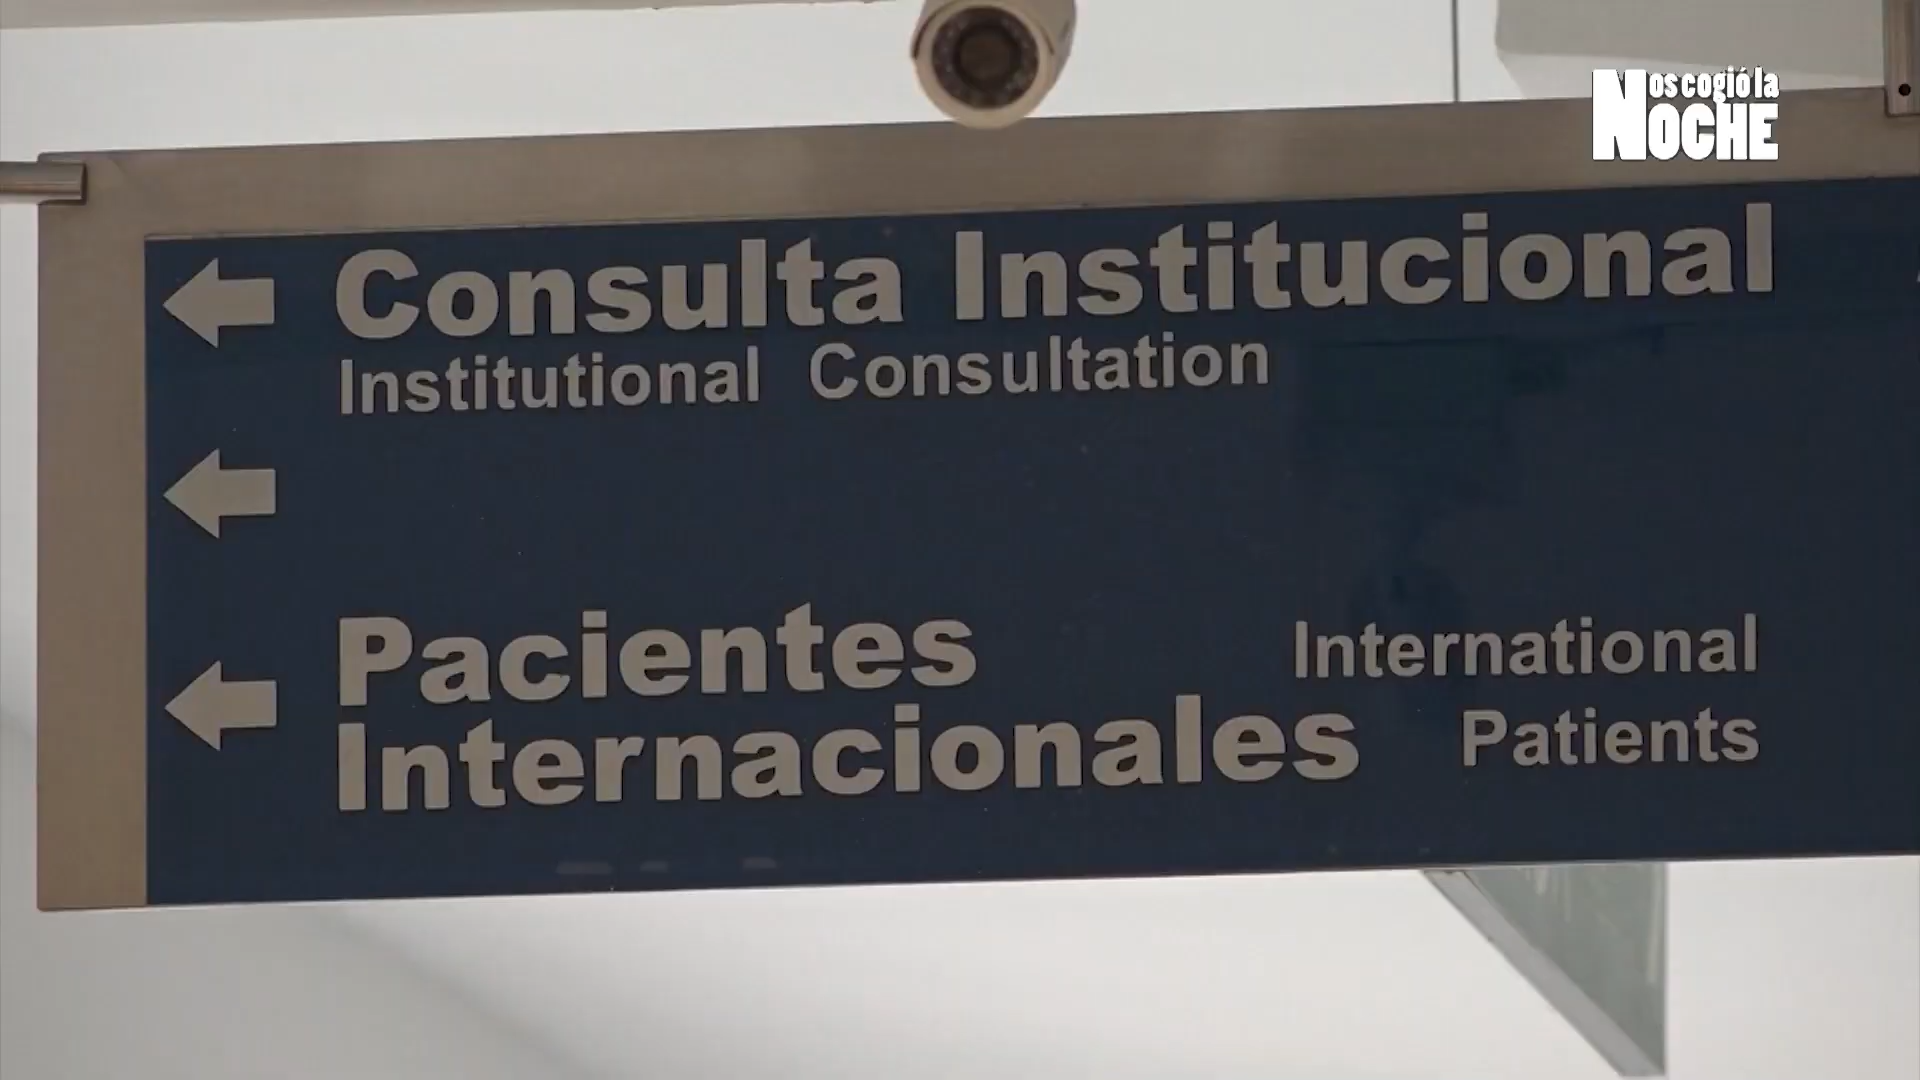 Nos cogió la
NOCHE
Consulta Institucional
Institutional Consultation
Pacientes
Internacionales
International
Patients